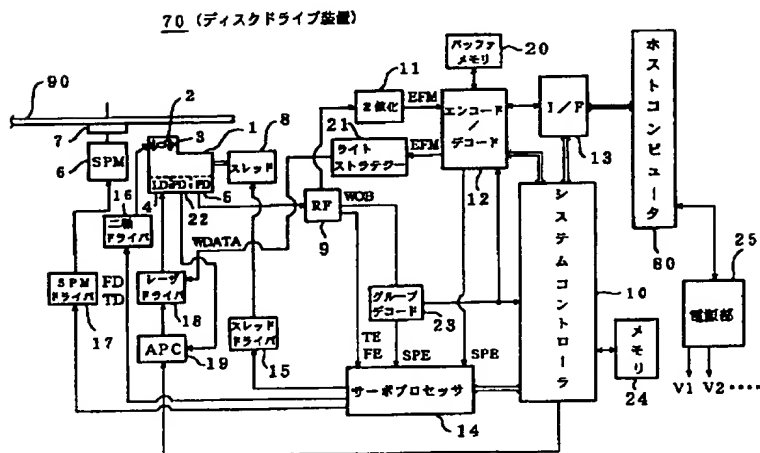 70 (ディスクドライブ装置)
90
2
3
1
8
7
SPM
6
スレッド
LD
PD
FD
4
22
5
16
二軸
ドライバ
WDATA
SPM
ドライバ
17
FD
TD
レーザ
ドライバ
18
APC
19
スレッド
ドライバ
15
11
2値化
EFM
21
ライト
ストラテジー
EFM
RF
9
WOB
バッファ
メモリ
20
エンコード
/
デコード
12
I/F
13
グルーブ
デコード
23
TE
FE
SPE
SPE
サーボプロセッサ
14
システムコントローラ
10
メモリ
24
ホストコンピュータ
80
25
電源部
V1
V2